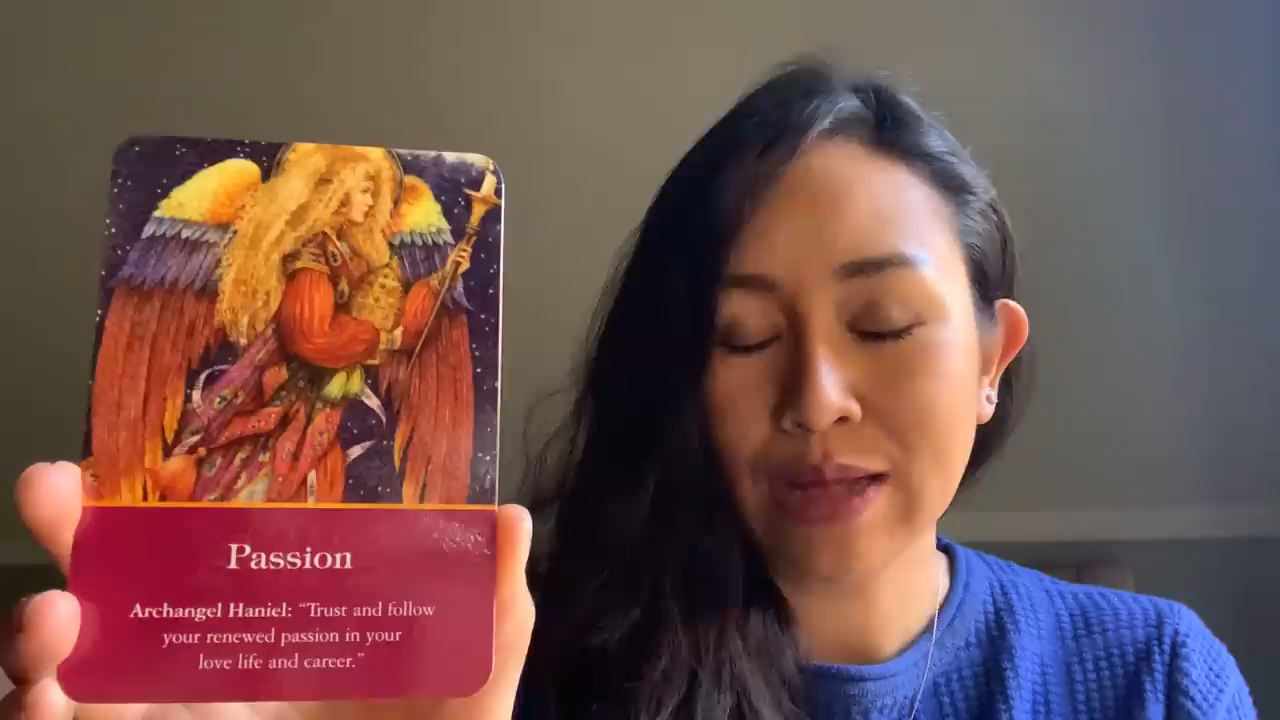 Passion
Archangel Haniel: “Trust and follow
your renewed passion in your
love life and career.”